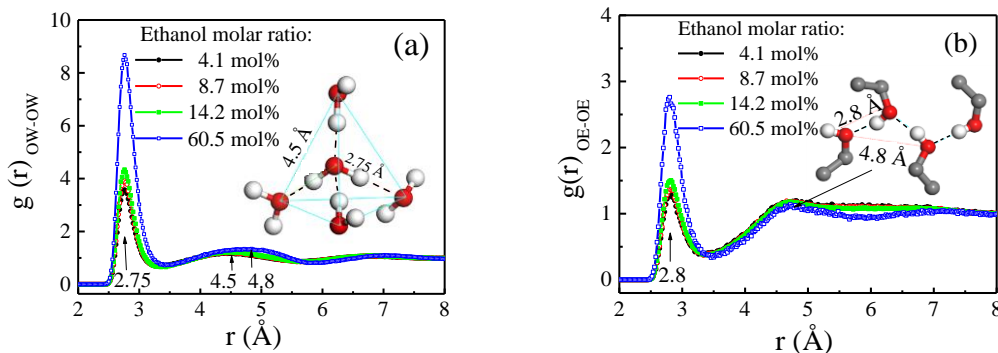 (a)
Ethanol molar ratio:
4.1 mol%
8.7 mol%
14.2 mol%
60.5 mol%
4.5 Å
2.75 Å
2.75
4.5
4.8
g(r) OW-OW
10
8
6
4
2
0
2 3 4 5 6 7 8
r (Å)
(b)
Ethanol molar ratio:
4.1 mol%
8.7 mol%
14.2 mol%
60.5 mol%
2.8 Å
4.8 Å
2.8
g(r) OE-OE
4
3
2
1
0
2 3 4 5 6 7 8
r (Å)